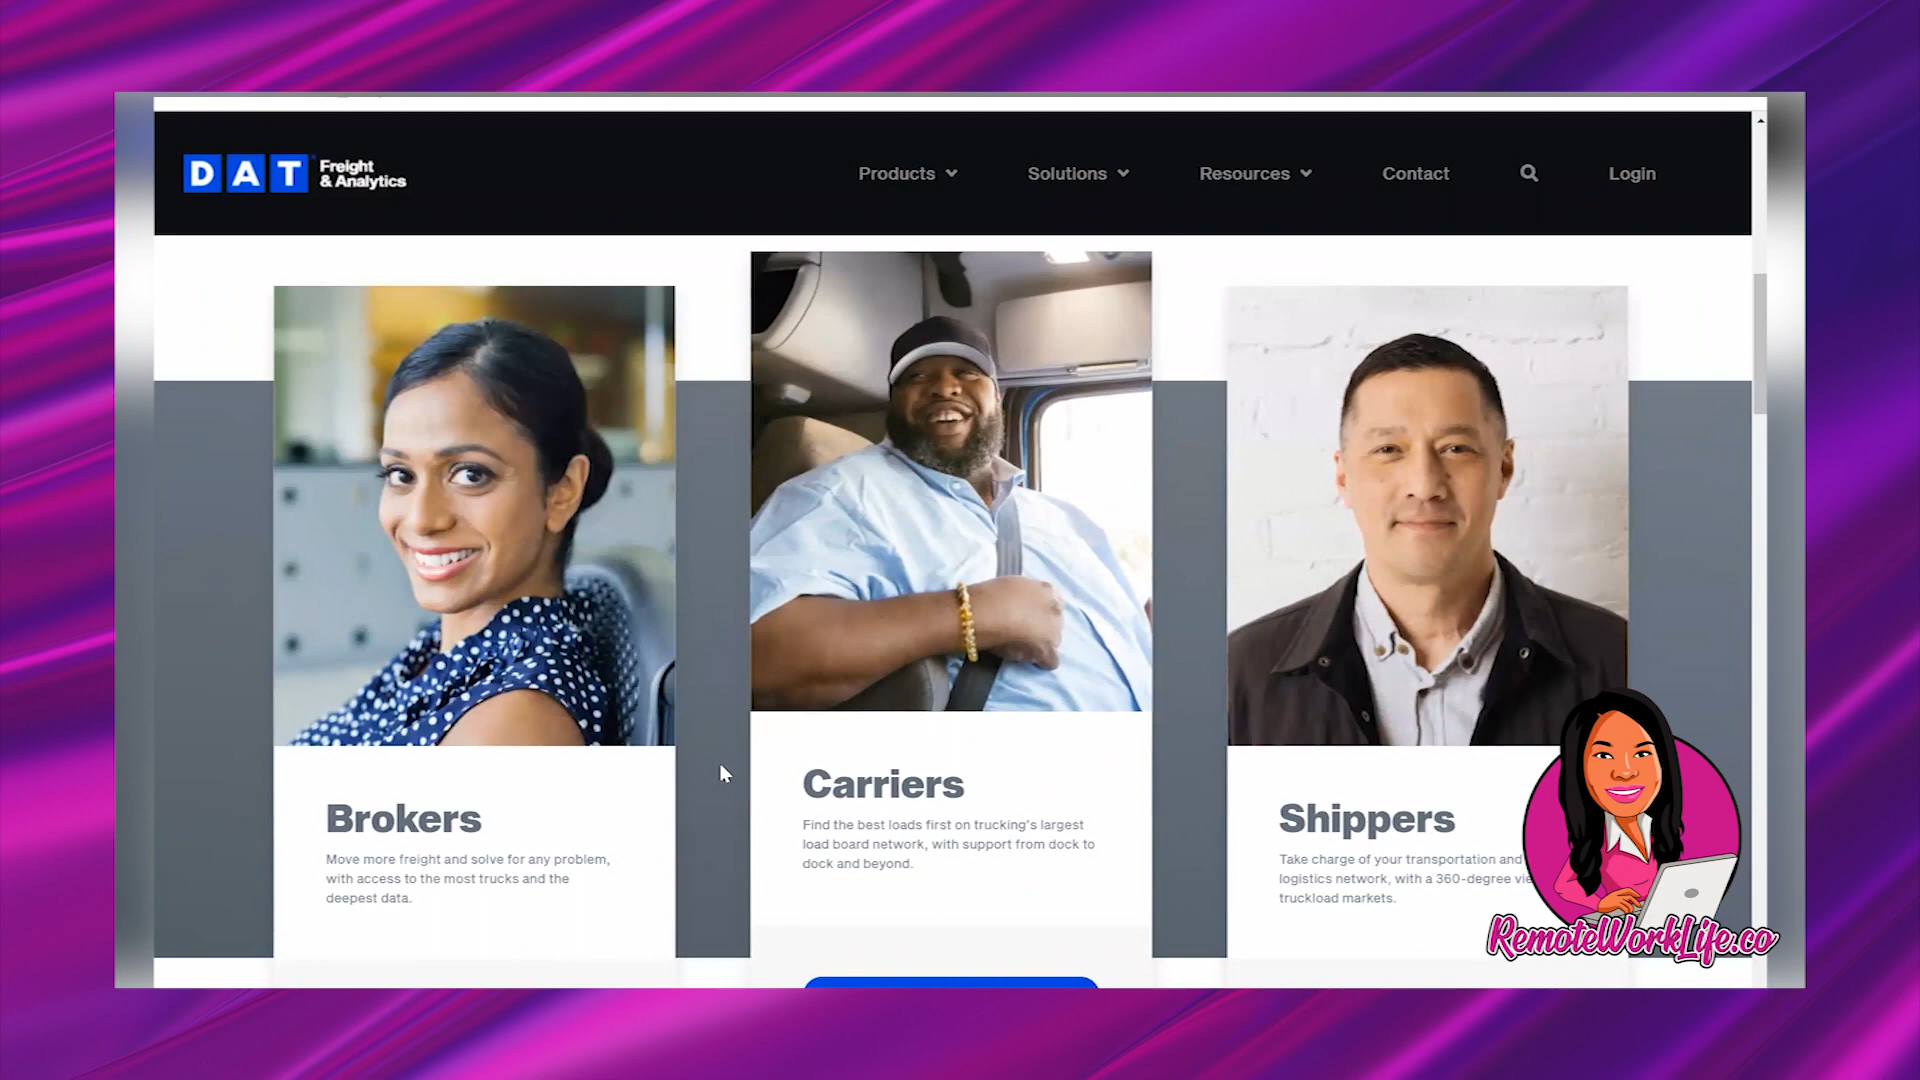 DAT Freight
& Analytics
Products
Solutions
Resources
Contact
Login
Brokers
Move more freight and solve for any problem,
with access to the most trucks and the
deepest data.
Carriers
Find the best loads first on trucking's largest
load board network, with support from dock to
dock and beyond.
Shippers
Take charge of your transportation and
logistics network, with a 360-degree
truckload markets.
RemoteWorkLife.co